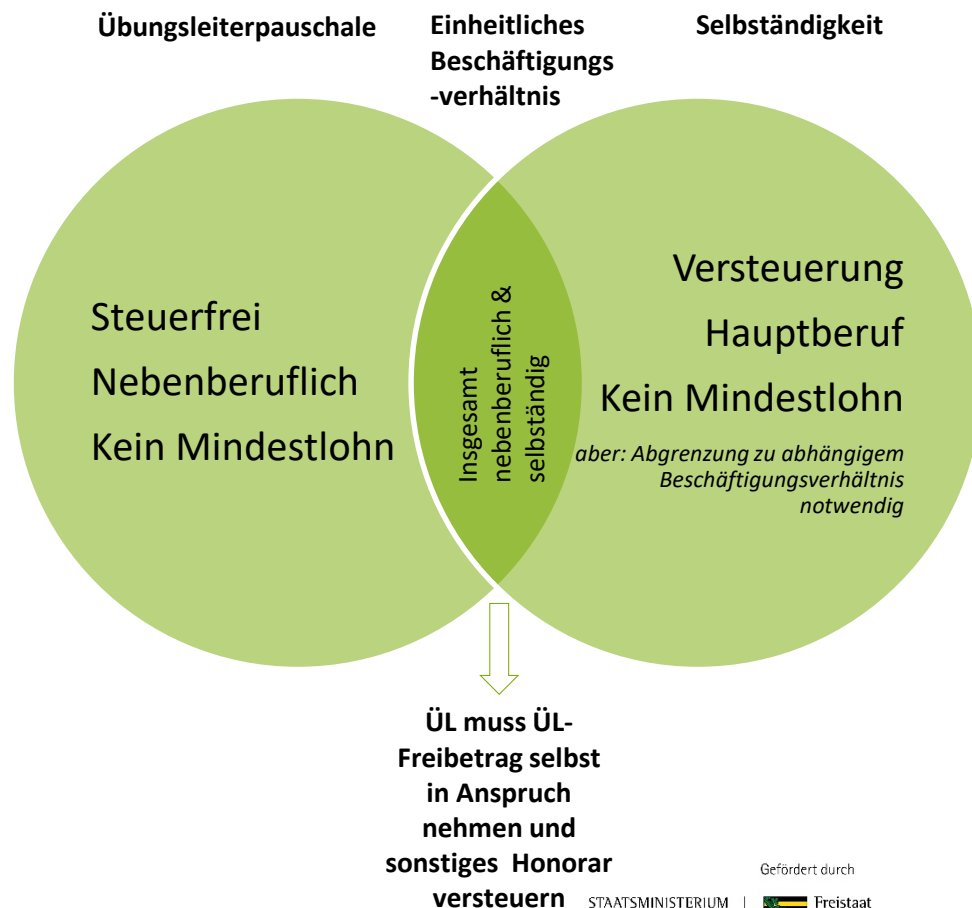 Übungsleiterpauschale
Einheitliches
Beschäftigungs
-verhältnis
Selbständigkeit
Steuerfrei
Nebenberuflich
Kein Mindestlohn
Insgesamt
nebenberuflich &
selbständig
Versteuerung
Hauptberuf
Kein Mindestlohn
aber: Abgrenzung zu abhängigem
Beschäftigungsverhältnis
notwendig
ÜL muss ÜL-
Freibetrag selbst
in Anspruch
nehmen und
sonstiges Honorar
versteuern
Gefördert durch
STAATSMINISTERIUM
Freistaat